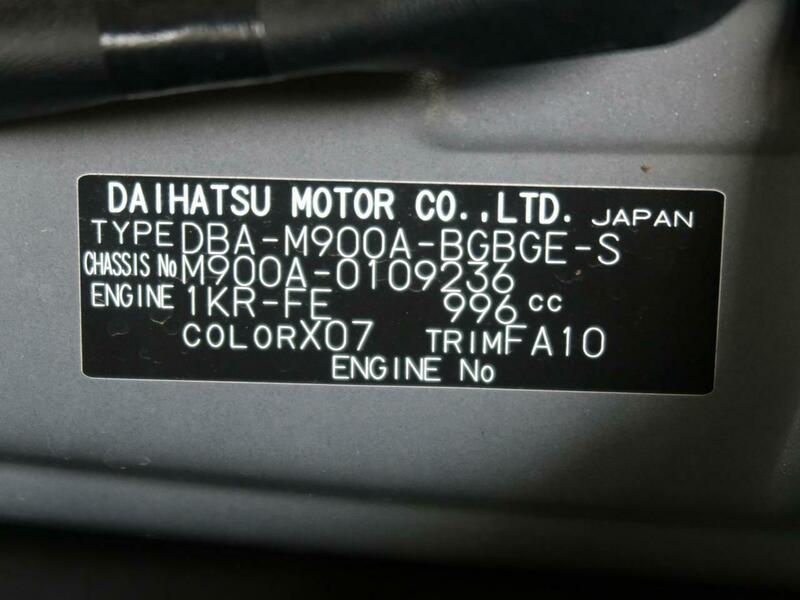 DAIHATSU MOTOR CO.,LTD. JAPAN
TYPE DBA-M900A-BGBGE-S
CHASSIS No M900A-0109236
ENGINE 1KR-FE 996 cc
COLOR X07 TRIM FA10
ENGINE No